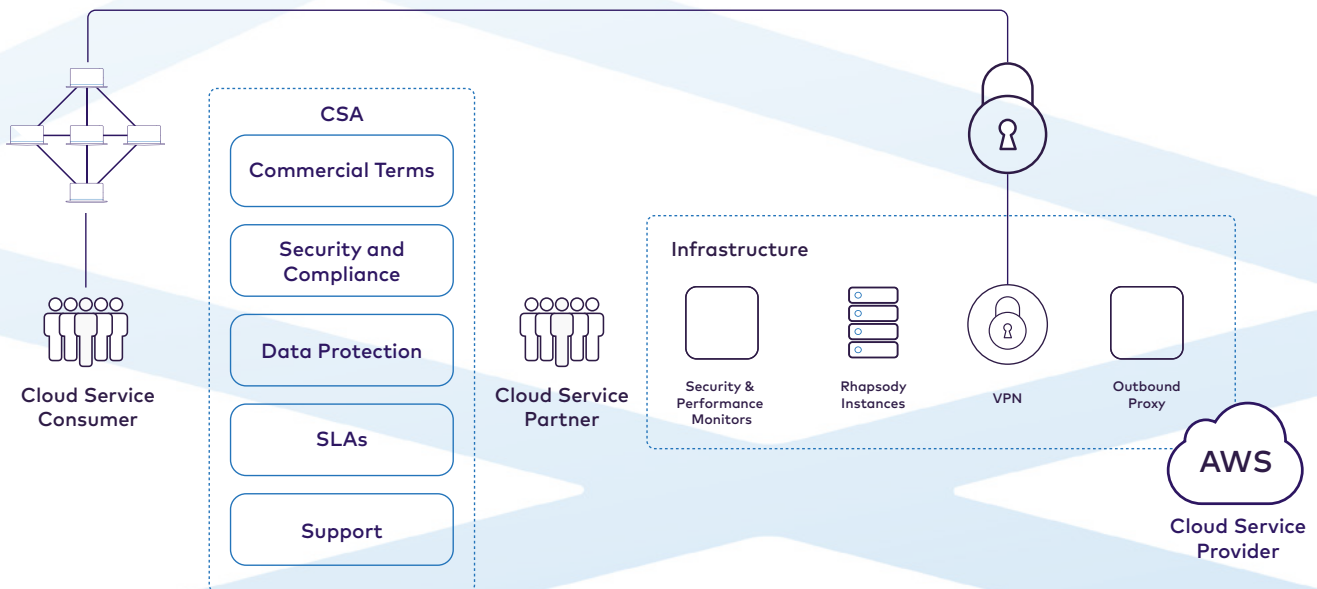 CSA
Commercial Terms
Security and
Compliance
Data Protection
SLAs
Support
Cloud Service
Consumer
Cloud Service
Partner
Infrastructure
Security &
Performance
Monitors
Rhapsody
Instances
VPN
Outbound
Proxy
AWS
Cloud Service
Provider